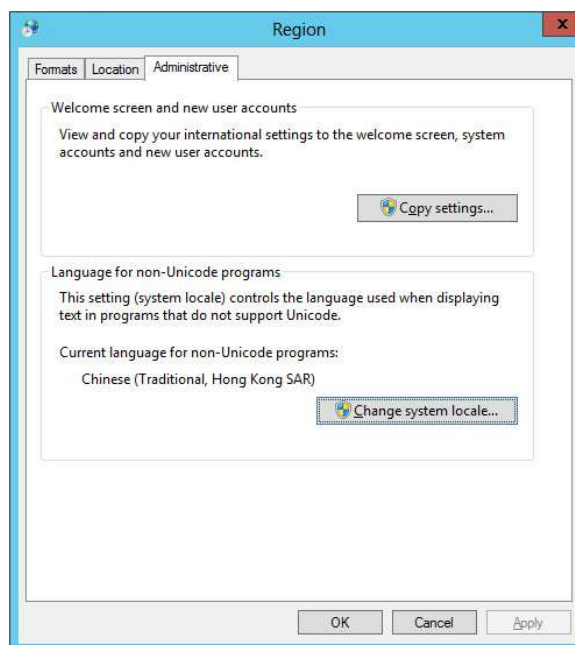 Region
x
Formats Location Administrative
Welcome screen and new user accounts
View and copy your international settings to the welcome screen, system
accounts and new user accounts.
Copy settings...
Language for non-Unicode programs
This setting (system locale) controls the language used when displaying
text in programs that do not support Unicode.
Current language for non-Unicode programs:
Chinese (Traditional, Hong Kong SAR)
Change system locale...
OK Cancel Apply